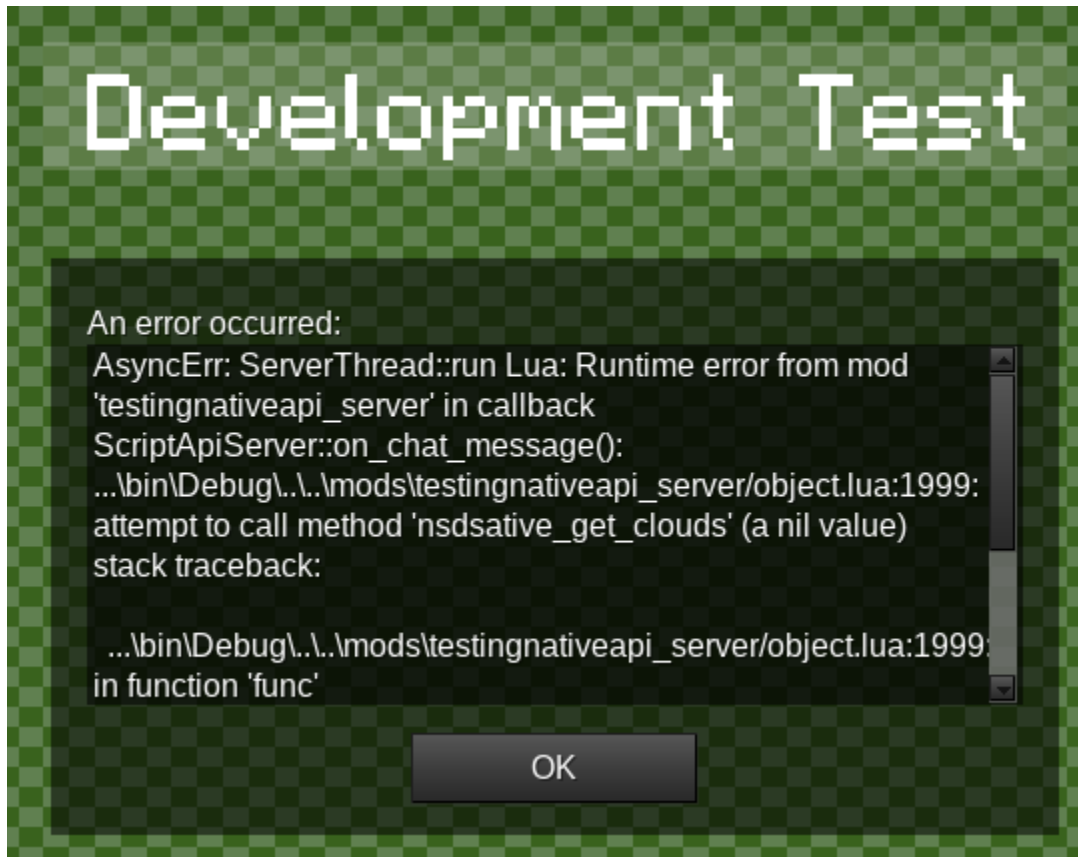 Development Test
An error occurred:
AsyncErr: ServerThread::run Lua: Runtime error from mod
'testingnativeapi_server' in callback
ScriptApiServer::on_chat_message():
...\bin\Debug\..\..\mods\testingnativeapi_server/object.lua:1999:
attempt to call method 'nsdsative_get_clouds' (a nil value)
stack traceback:
...\bin\Debug\..\..\mods\testingnativeapi_server/object.lua:1999:
in function 'func'
OK